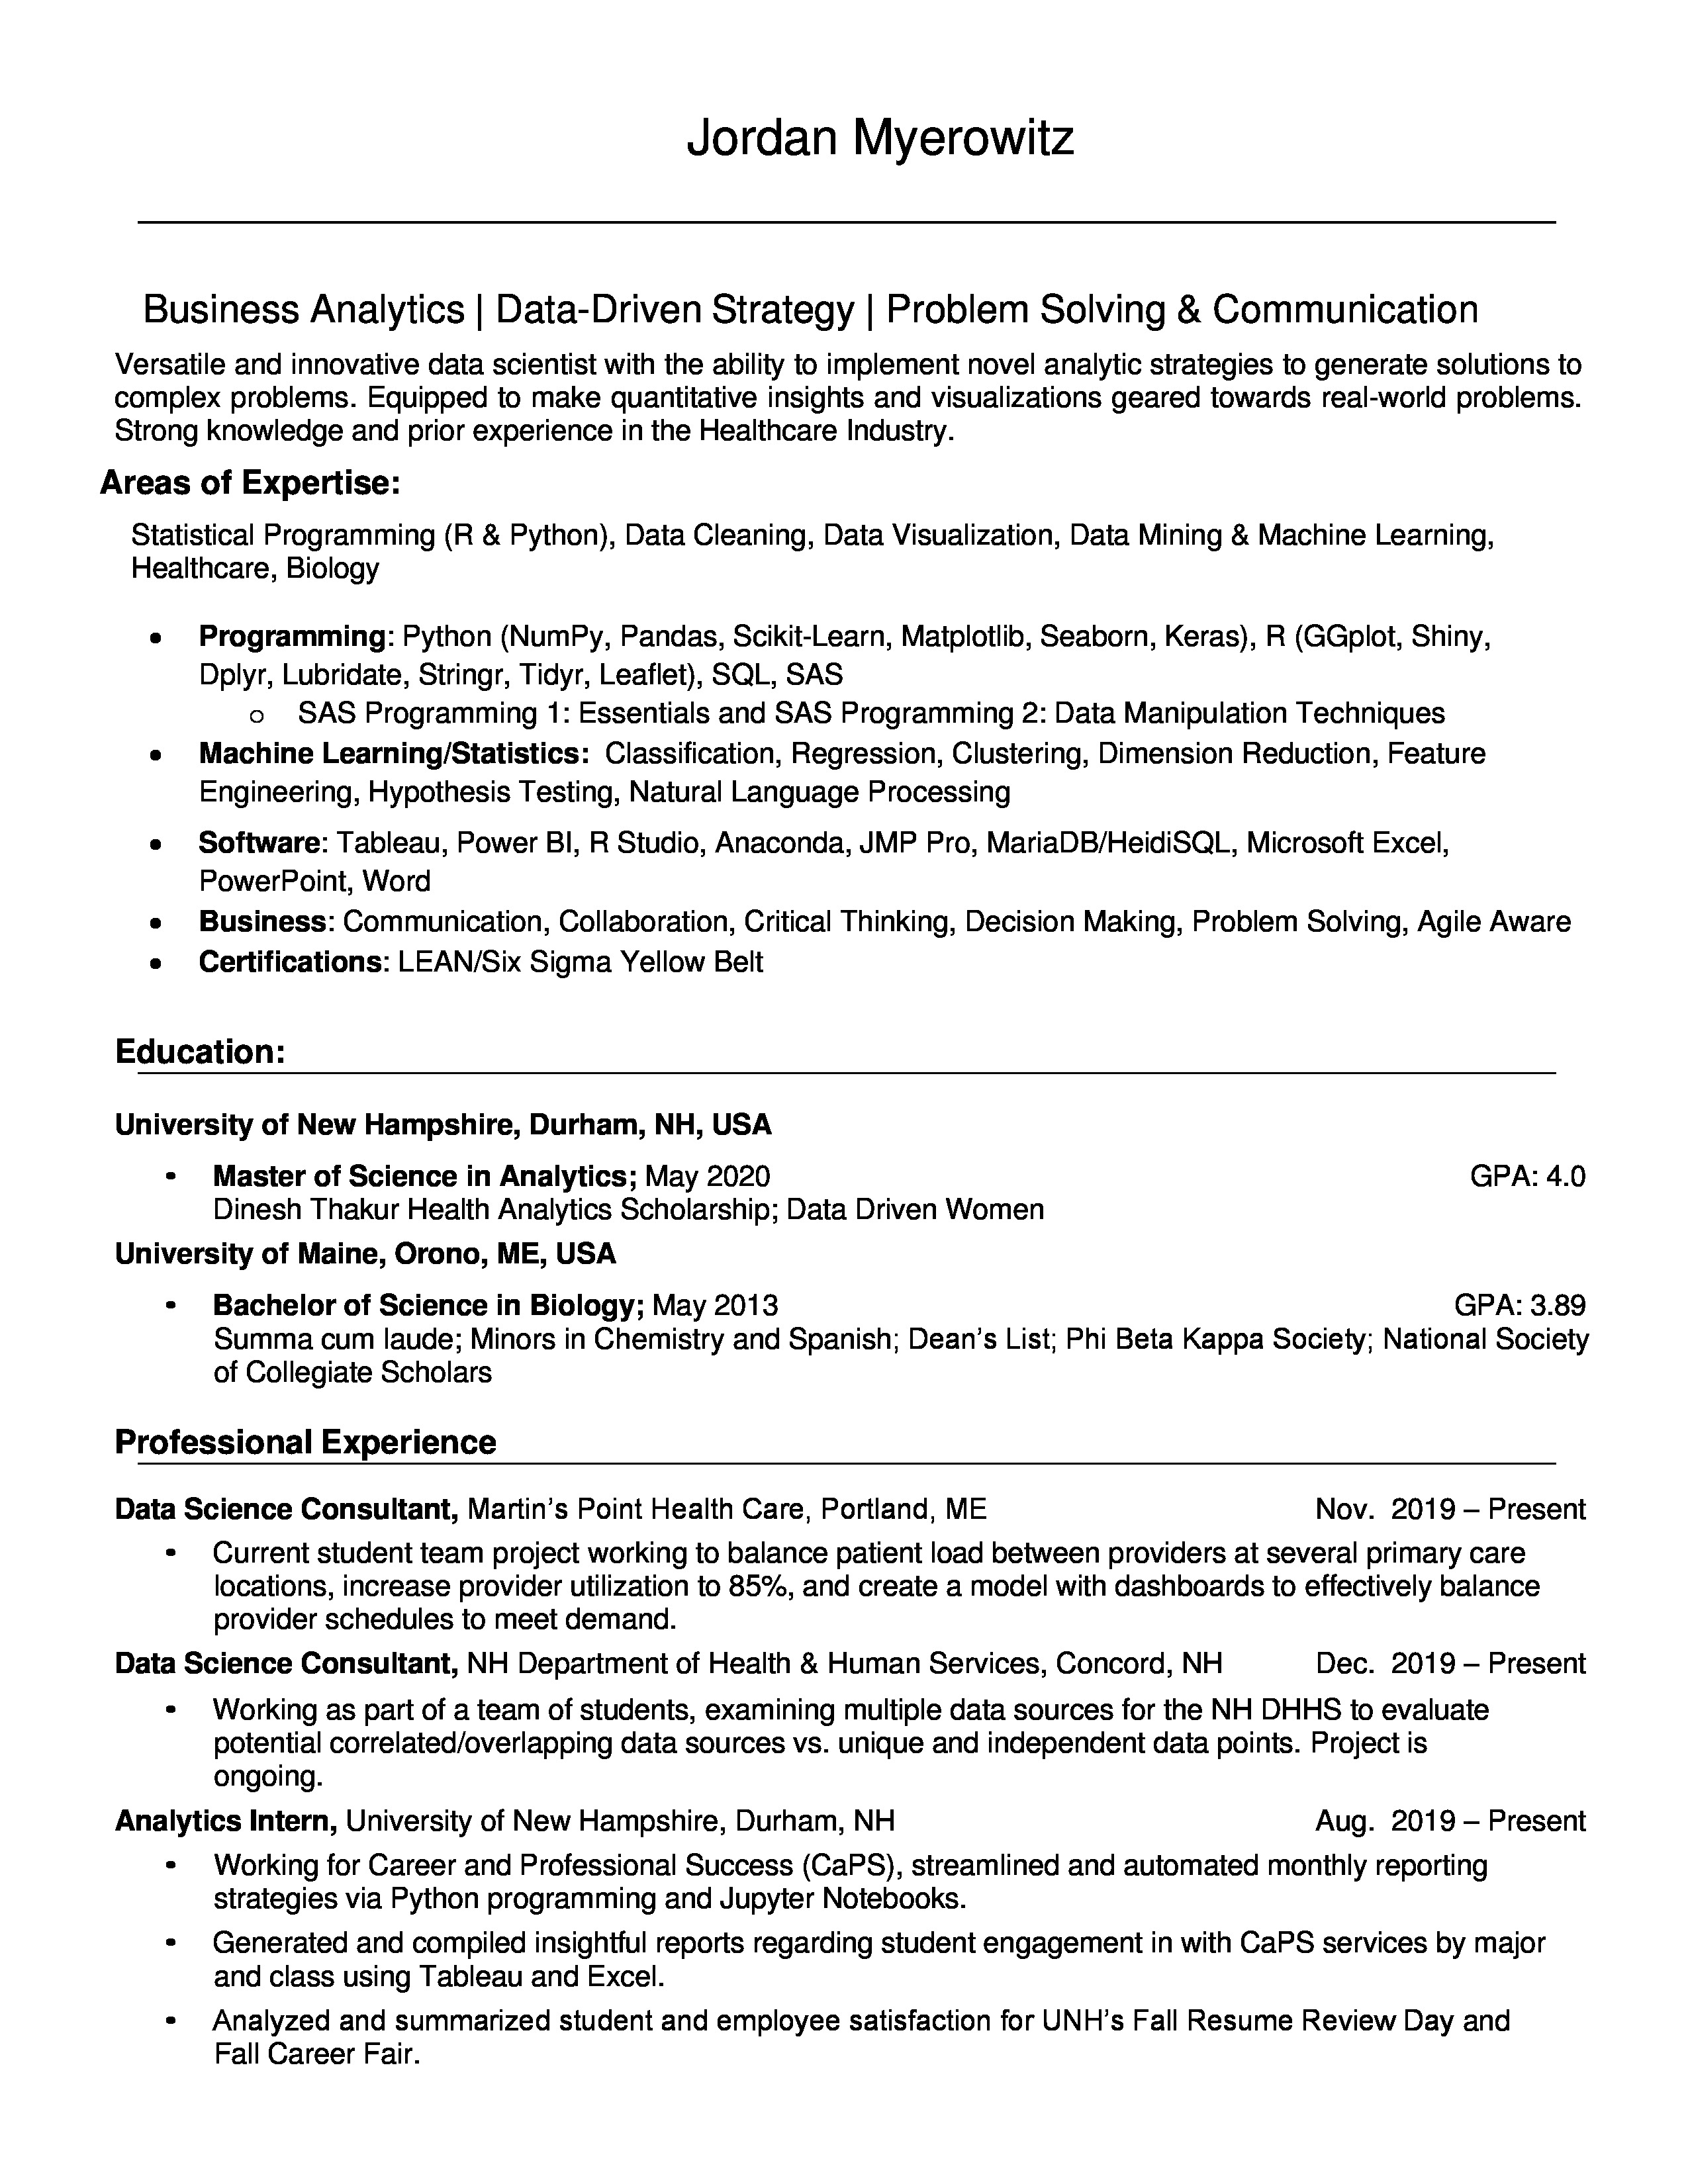 Jordan Myerowitz
Business Analytics | Data-Driven Strategy | Problem Solving & Communication
Versatile and innovative data scientist with the ability to implement novel analytic strategies to generate solutions to
complex problems. Equipped to make quantitative insights and visualizations geared towards real-world problems.
Strong knowledge and prior experience in the Healthcare Industry.
Areas of Expertise:
Statistical Programming (R & Python), Data Cleaning, Data Visualization, Data Mining & Machine Learning,
Healthcare, Biology
• Programming: Python (NumPy, Pandas, Scikit-Learn, Matplotlib, Seaborn, Keras), R (GGplot, Shiny,
Dplyr, Lubridate, Stringr, Tidyr, Leaflet), SQL, SAS
o SAS Programming 1: Essentials and SAS Programming 2: Data Manipulation Techniques
• Machine Learning/Statistics: Classification, Regression, Clustering, Dimension Reduction, Feature
Engineering, Hypothesis Testing, Natural Language Processing
• Software: Tableau, Power BI, R Studio, Anaconda, JMP Pro, MariaDB/HeidiSQL, Microsoft Excel,
PowerPoint, Word
• Business: Communication, Collaboration, Critical Thinking, Decision Making, Problem Solving, Agile Aware
• Certifications: LEAN/Six Sigma Yellow Belt
Education:
University of New Hampshire, Durham, NH, USA
• Master of Science in Analytics; May 2020 GPA: 4.0
Dinesh Thakur Health Analytics Scholarship; Data Driven Women
University of Maine, Orono, ME, USA
• Bachelor of Science in Biology; May 2013 GPA: 3.89
Summa cum laude; Minors in Chemistry and Spanish; Dean's List; Phi Beta Kappa Society; National Society
of Collegiate Scholars
Professional Experience
Data Science Consultant, Martin's Point Health Care, Portland, ME Nov. 2019 – Present
• Current student team project working to balance patient load between providers at several primary care
locations, increase provider utilization to 85%, and create a model with dashboards to effectively balance
provider schedules to meet demand.
Data Science Consultant, NH Department of Health & Human Services, Concord, NH Dec. 2019 – Present
• Working as part of a team of students, examining multiple data sources for the NH DHHS to evaluate
potential correlated/overlapping data sources vs. unique and independent data points. Project is
ongoing.
Analytics Intern, University of New Hampshire, Durham, NH Aug. 2019 – Present
• Working for Career and Professional Success (CaPS), streamlined and automated monthly reporting
strategies via Python programming and Jupyter Notebooks.
• Generated and compiled insightful reports regarding student engagement in with CaPS services by major
and class using Tableau and Excel.
• Analyzed and summarized student and employee satisfaction for UNH's Fall Resume Review Day and
Fall Career Fair.